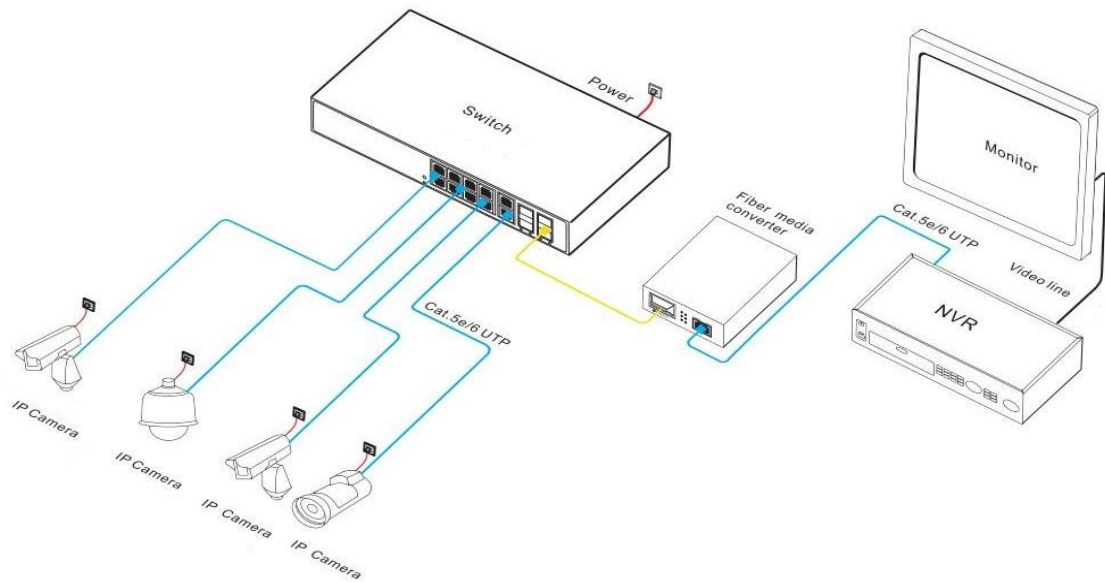 Power
Switch
Monitor
Fiber media
converter
Cat.5e/6 UTP
Video line
NVR
Cat.5e/6 UTP
IP Camera
IP Camera
IP Camera
IP Camera